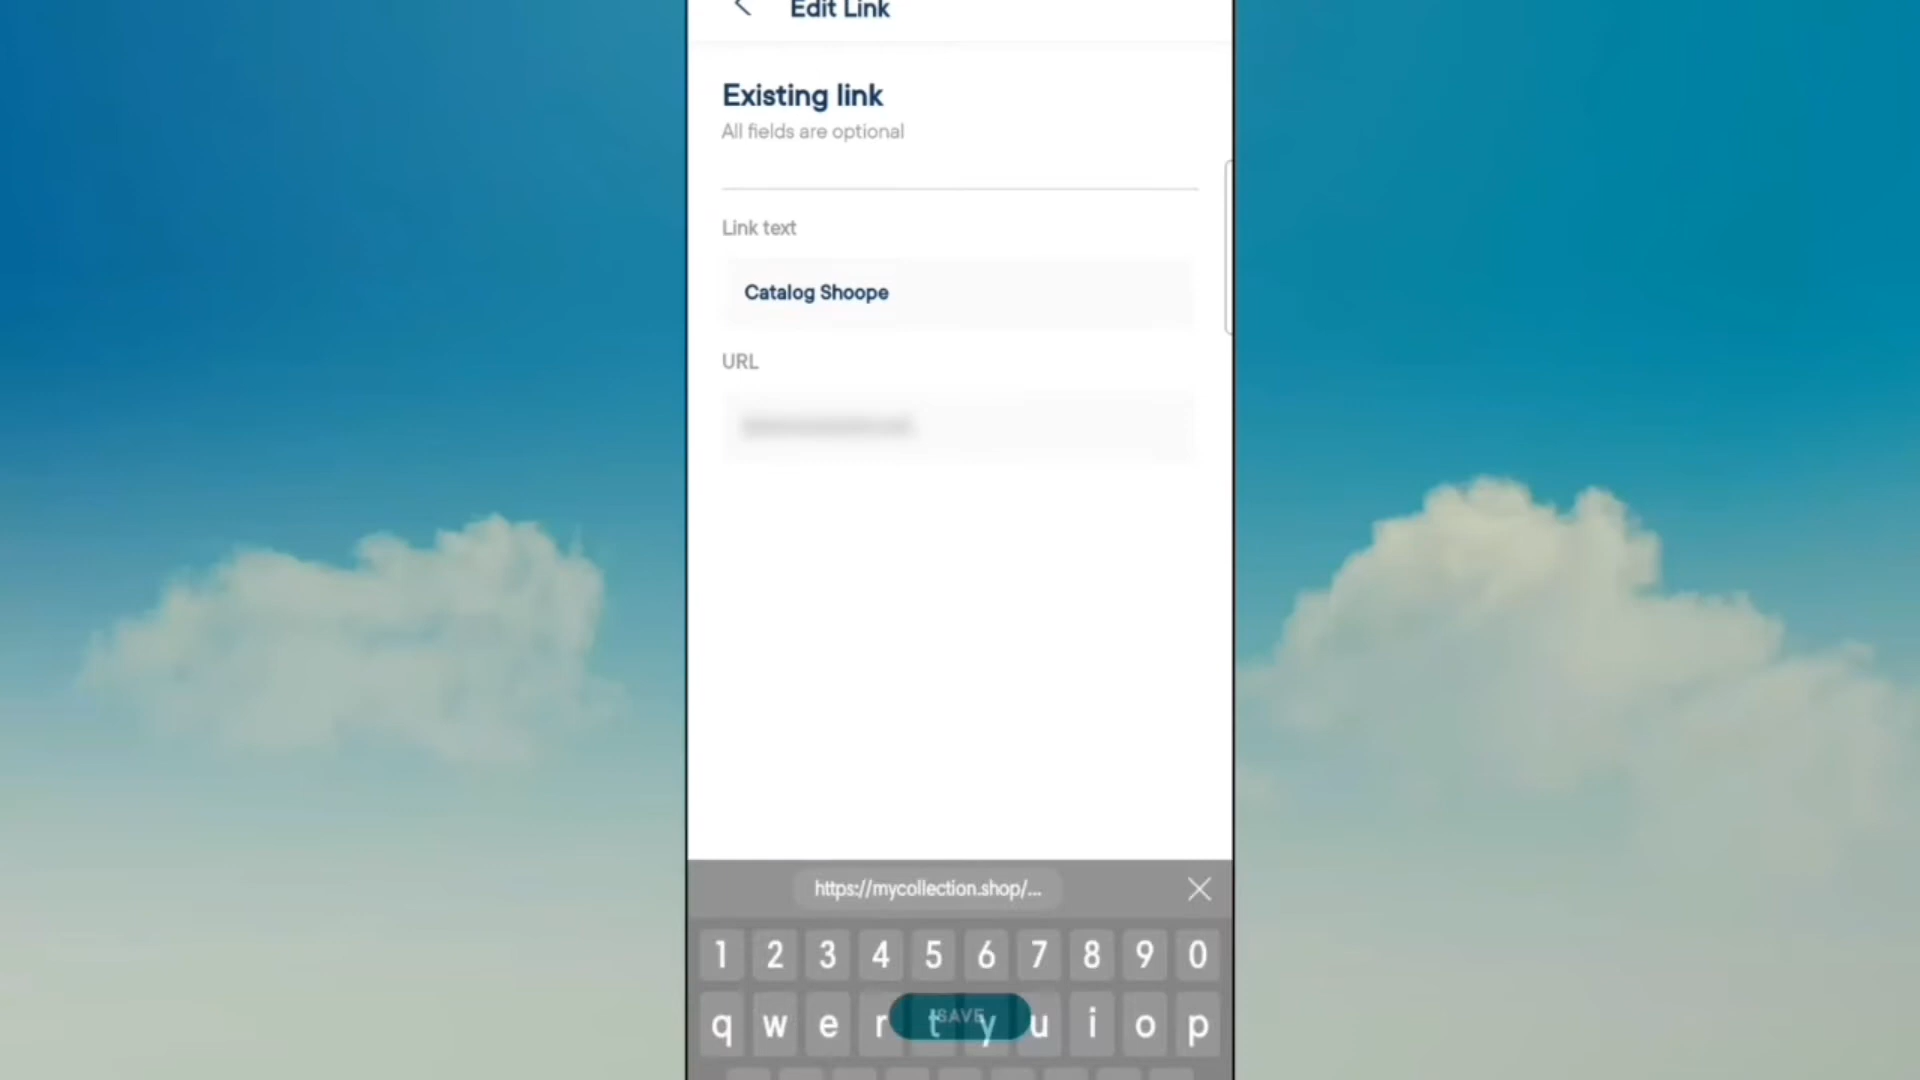 Edit Link
Existing link
All fields are optional
Link text
Catalog Shoope
URL
https://mycollection.shop/...
1 2 3 4 5 6 7 8 9 0
q w e r t y u i o p
SAVE